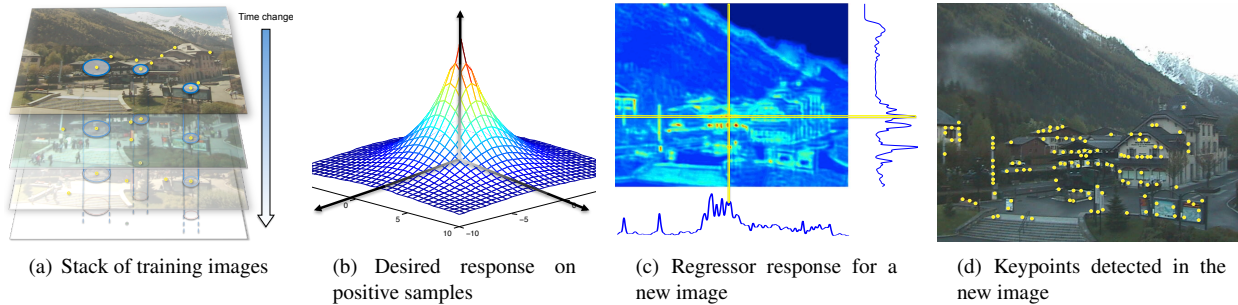 Time change
0
5
10
-10
-5
0
(a) Stack of training images
(b) Desired response on
positive samples
(c) Regressor response for a
new image
(d) Keypoints detected in the
new image